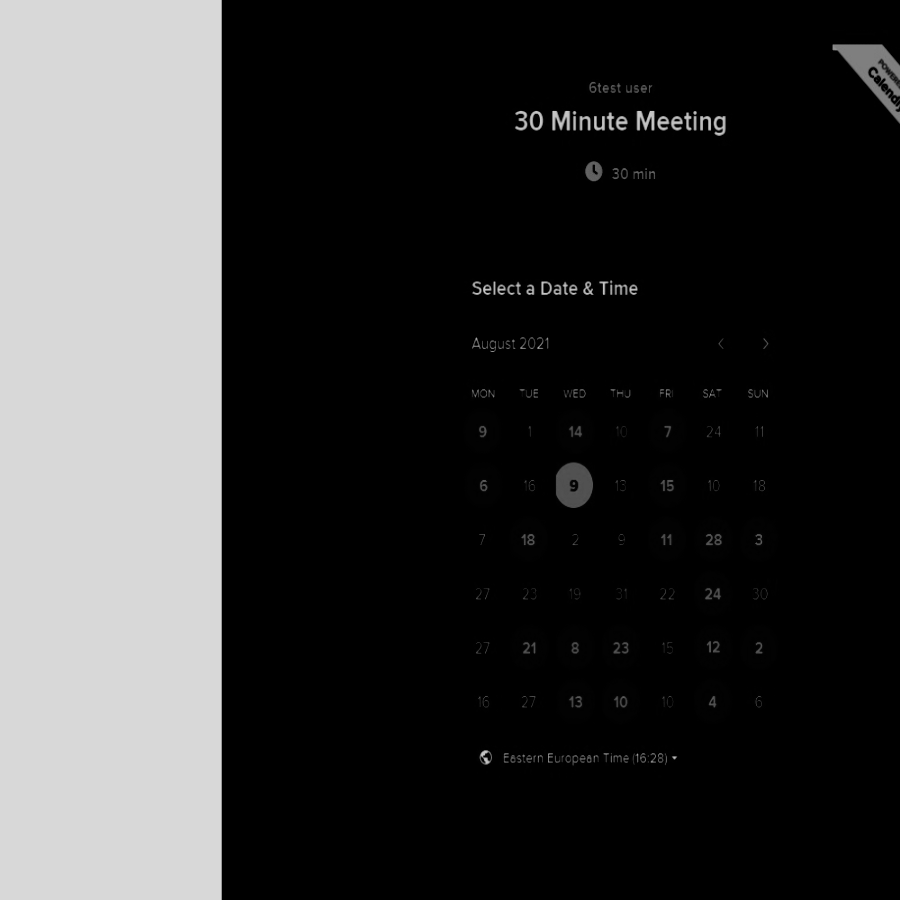 6test user
30 Minute Meeting
30 min
POWERED
Calendly
Select a Date & Time
August 2021
MON TUE WED THU FRI SAT SUN
9 1 14 10 7 24 11
6 16 9 13 15 10 18
7 18 2 9 11 28 3
27 23 19 31 22 24 30
27 21 8 23 15 12 2
16 27 13 10 10 4 6
Eastern European Time (16:28)